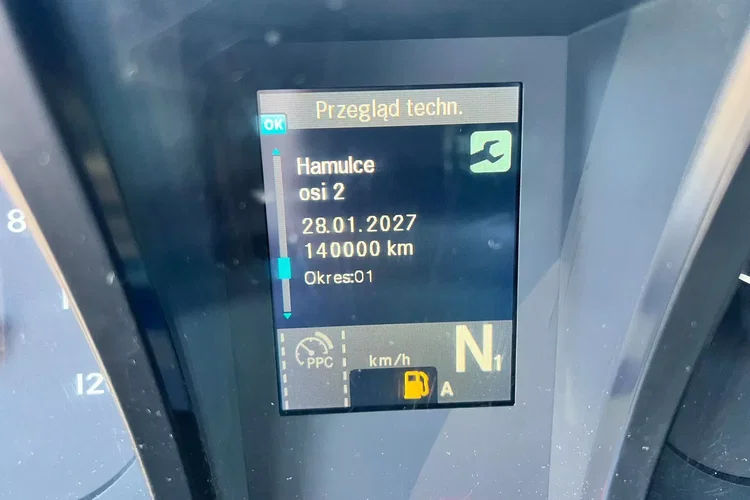 Przegląd techn.
OK
Hamulce
osi 2
28.01.2027
140000 km
Okres:01
PPC
km/h
N1
A
8
12